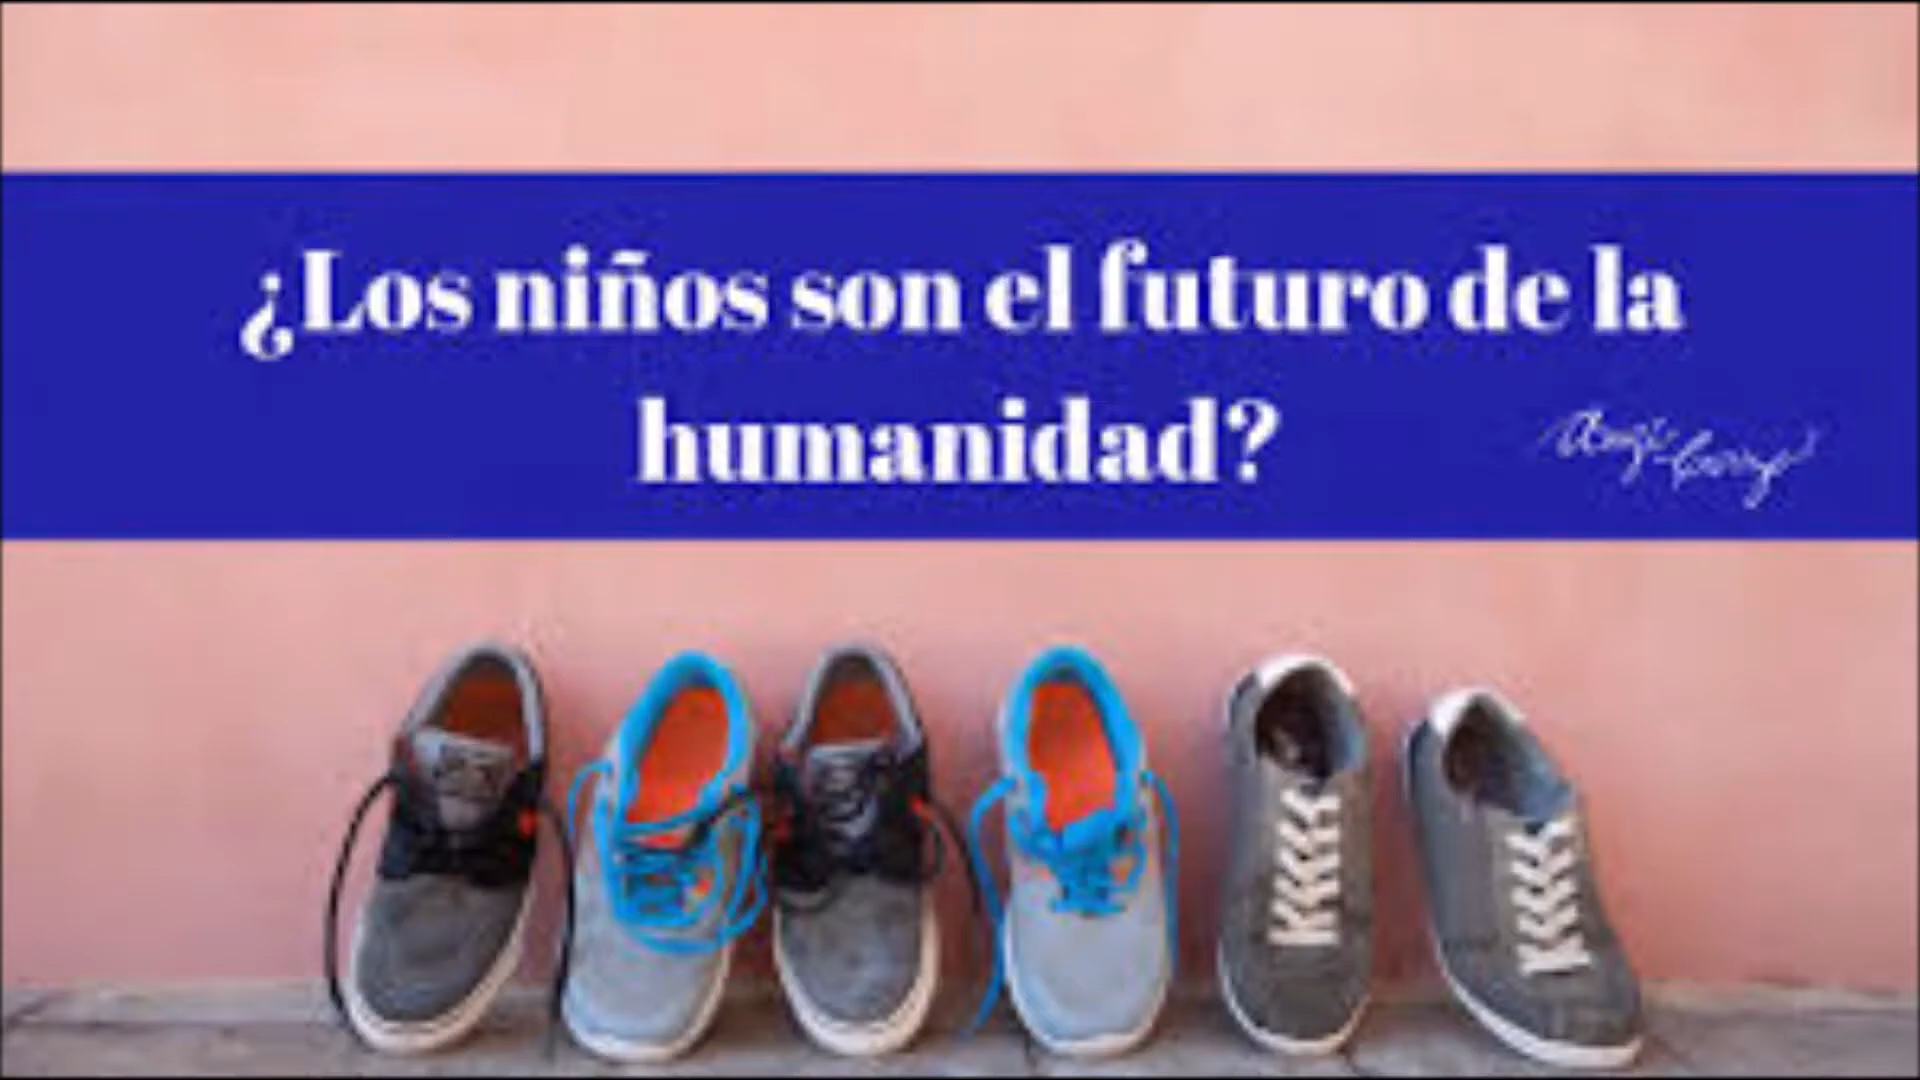 ¿Los niños son el futuro de la
humanidad?